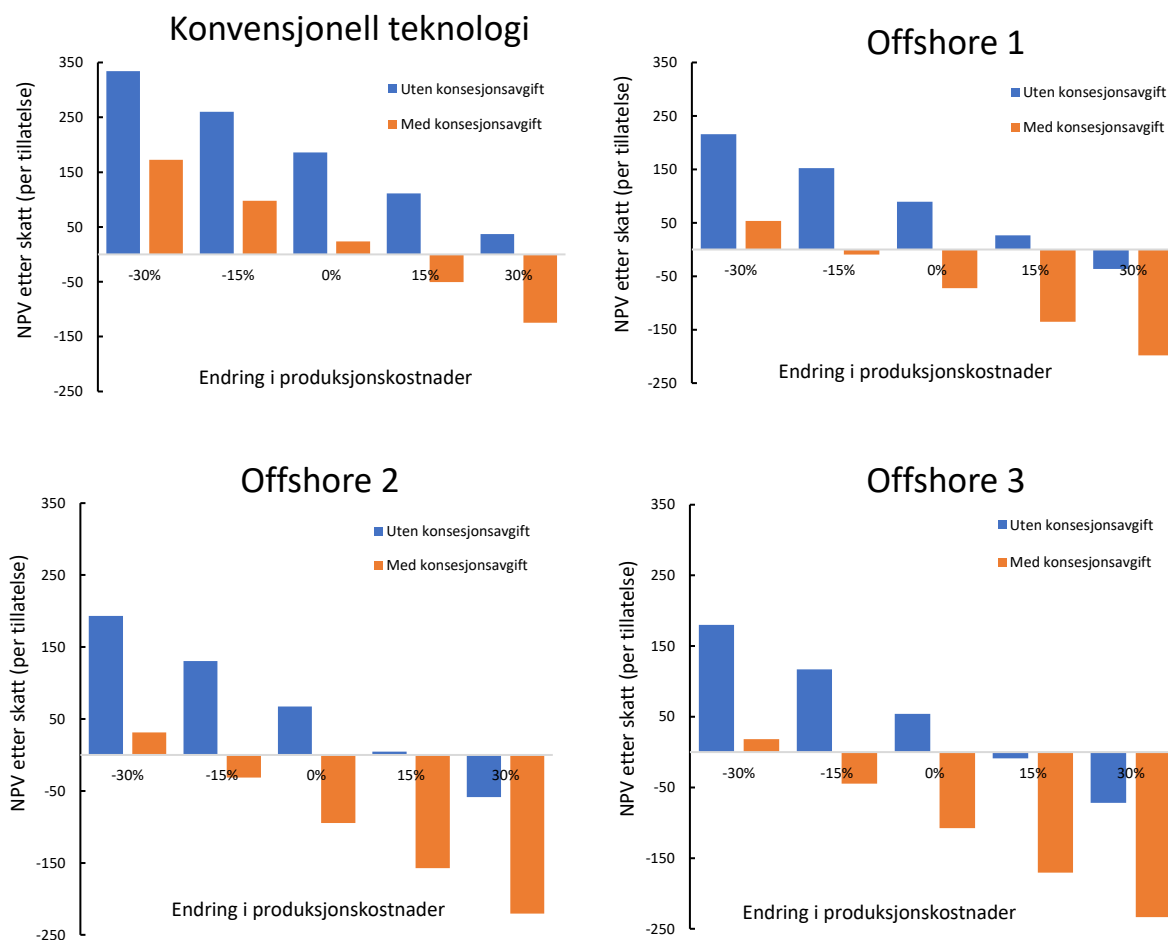 Konvensjonell teknologi
NPV etter skatt (per tillatelse)
350
250
150
50
-50
-150
-250
Uten konsesjonsavgift
Med konsesjonsavgift
-30%
-15%
0%
15%
30%
Endring i produksjonskostnader
Offshore 1
NPV etter skatt (per tillatelse)
350
250
150
50
-50
-150
-250
Uten konsesjonsavgift
Med konsesjonsavgift
-30%
-15%
0%
15%
30%
Endring i produksjonskostnader
Offshore 2
NPV etter skatt (per tillatelse)
350
250
150
50
-50
-150
-250
Uten konsesjonsavgift
Med konsesjonsavgift
-30%
-15%
0%
15%
30%
Endring i produksjonskostnader
Offshore 3
NPV etter skatt (per tillatelse)
350
250
150
50
-50
-150
-250
Uten konsesjonsavgift
Med konsesjonsavgift
-30%
-15%
0%
15%
30%
Endring i produksjonskostnader